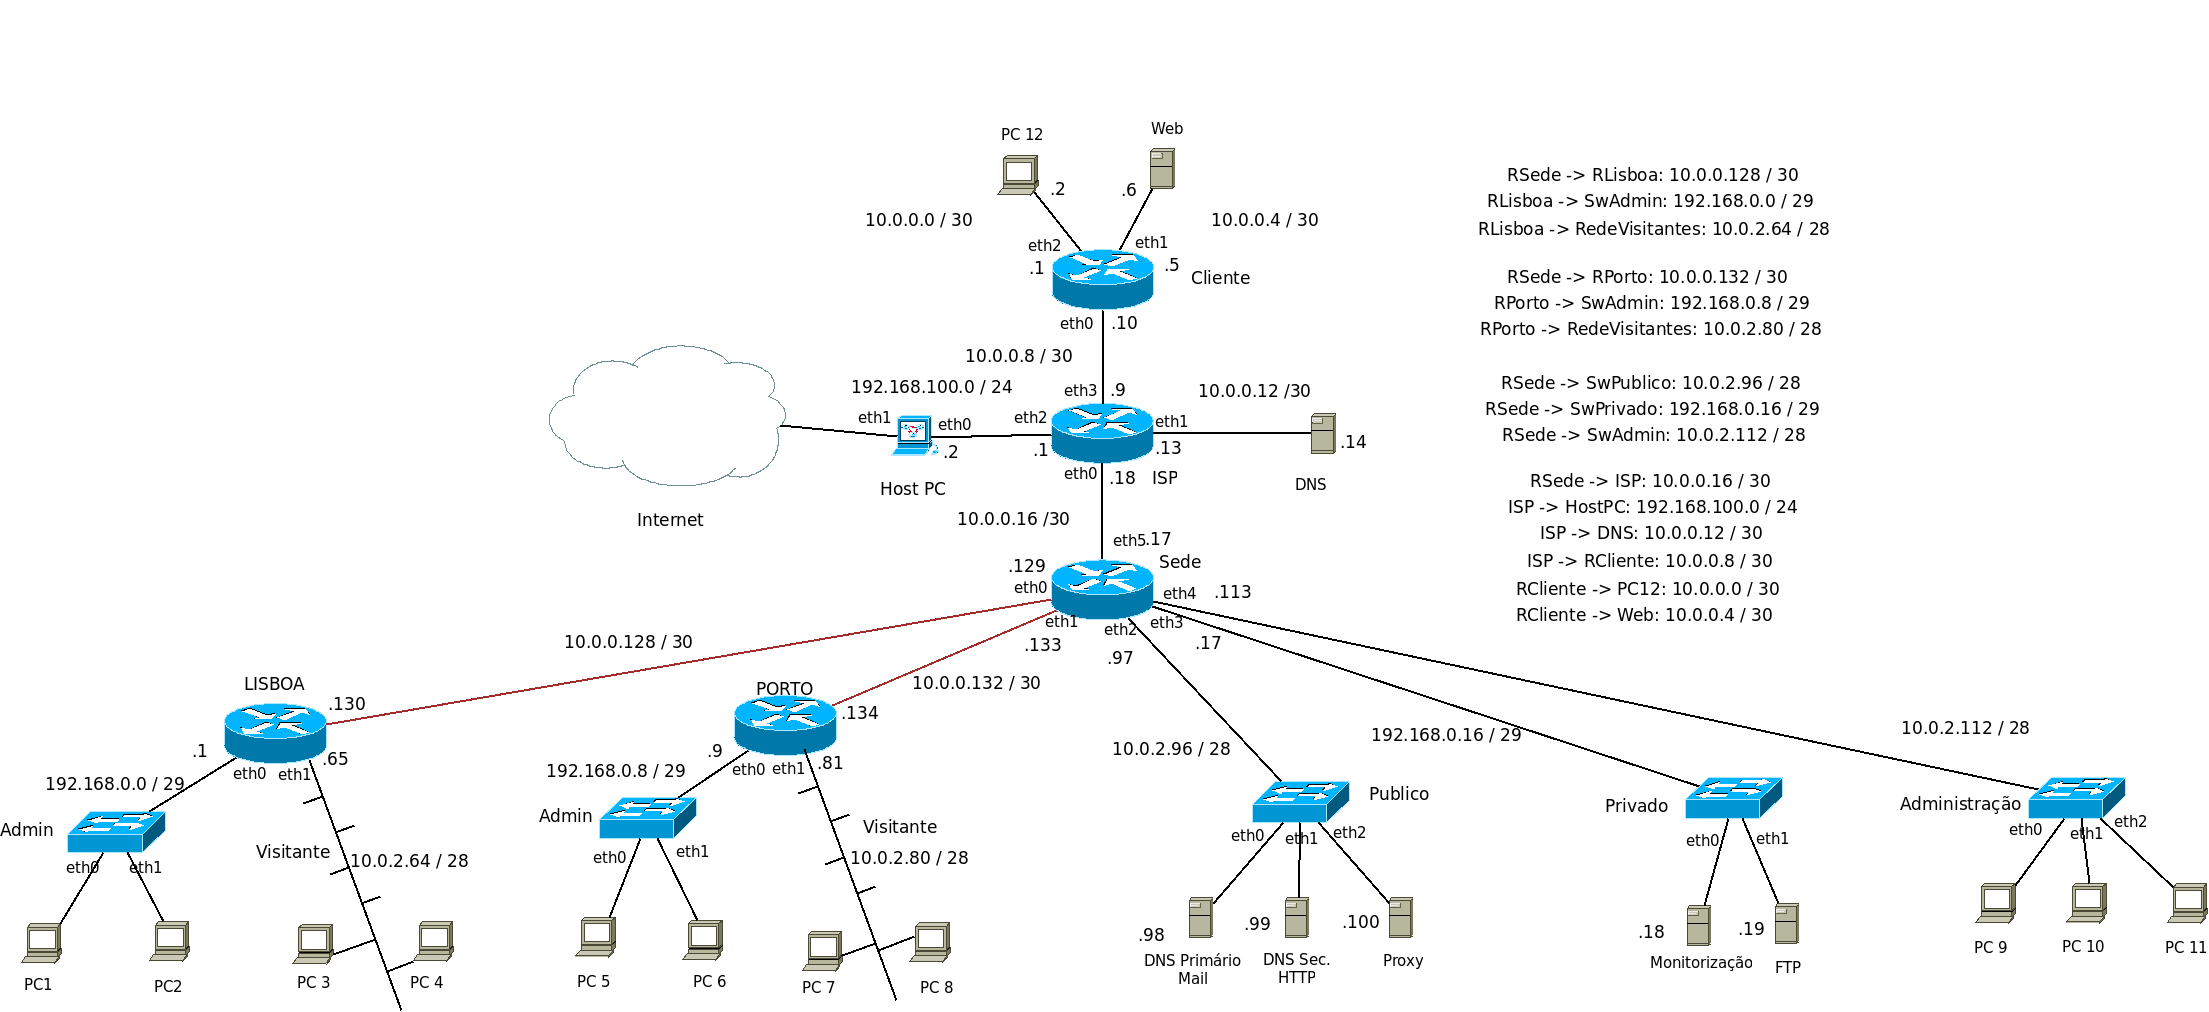 PC 12
Web
.2
.6
10.0.0.0 / 30
10.0.0.4 / 30
eth2
eth1
.1
.5
Cliente
eth0
.10
10.0.0.8 / 30
192.168.100.0 / 24
eth3
.9
10.0.0.12 /30
eth1
eth0
eth2
eth1
.2
.1
.13
.14
eth0
.18
ISP
Host PC
DNS
Internet
10.0.0.16 /30
eth5
.17
Sede
.129
eth0
eth4
.113
eth1
eth2
eth3
.133
.97
.17
10.0.0.128 / 30
10.0.0.132 / 30
RSede -> RLisboa: 10.0.0.128 / 30
RLisboa -> SwAdmin: 192.168.0.0 / 29
RLisboa -> RedeVisitantes: 10.0.2.64 / 28
RSede -> RPorto: 10.0.0.132 / 30
RPorto -> SwAdmin: 192.168.0.8 / 29
RPorto -> RedeVisitantes: 10.0.2.80 / 28
RSede -> SwPublico: 10.0.2.96 / 28
RSede -> SwPrivado: 192.168.0.16 / 29
RSede -> SwAdmin: 10.0.2.112 / 28
RSede -> ISP: 10.0.0.16 / 30
ISP -> HostPC: 192.168.100.0 / 24
ISP -> DNS: 10.0.0.12 / 30
ISP -> RCliente: 10.0.0.8 / 30
RCliente -> PC12: 10.0.0.0 / 30
RCliente -> Web: 10.0.0.4 / 30
LISBOA
.130
.1
.65
eth0
eth1
192.168.0.0 / 29
Admin
eth0
eth1
Visitante
10.0.2.64 / 28
PC1
PC2
PC 3
PC 4
PORTO
.134
.9
.81
eth0
eth1
192.168.0.8 / 29
Admin
eth0
eth1
Visitante
10.0.2.80 / 28
PC 5
PC 6
PC 7
PC 8
10.0.2.96 / 28
Publico
eth0
eth1
eth2
.98
.99
.100
DNS Primário
Mail
DNS Sec.
HTTP
Proxy
192.168.0.16 / 29
Privado
eth0
eth1
.18
.19
Monitorização
FTP
10.0.2.112 / 28
Administração
eth0
eth1
eth2
PC 9
PC 10
PC 11